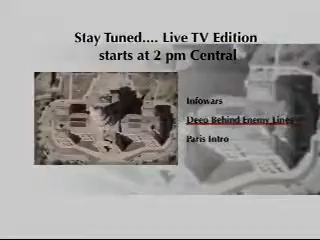 Stay Tuned.... Live TV Edition
starts at 2 pm Central
Infowars
Deep Behind Enemy Lines
Paris Intro